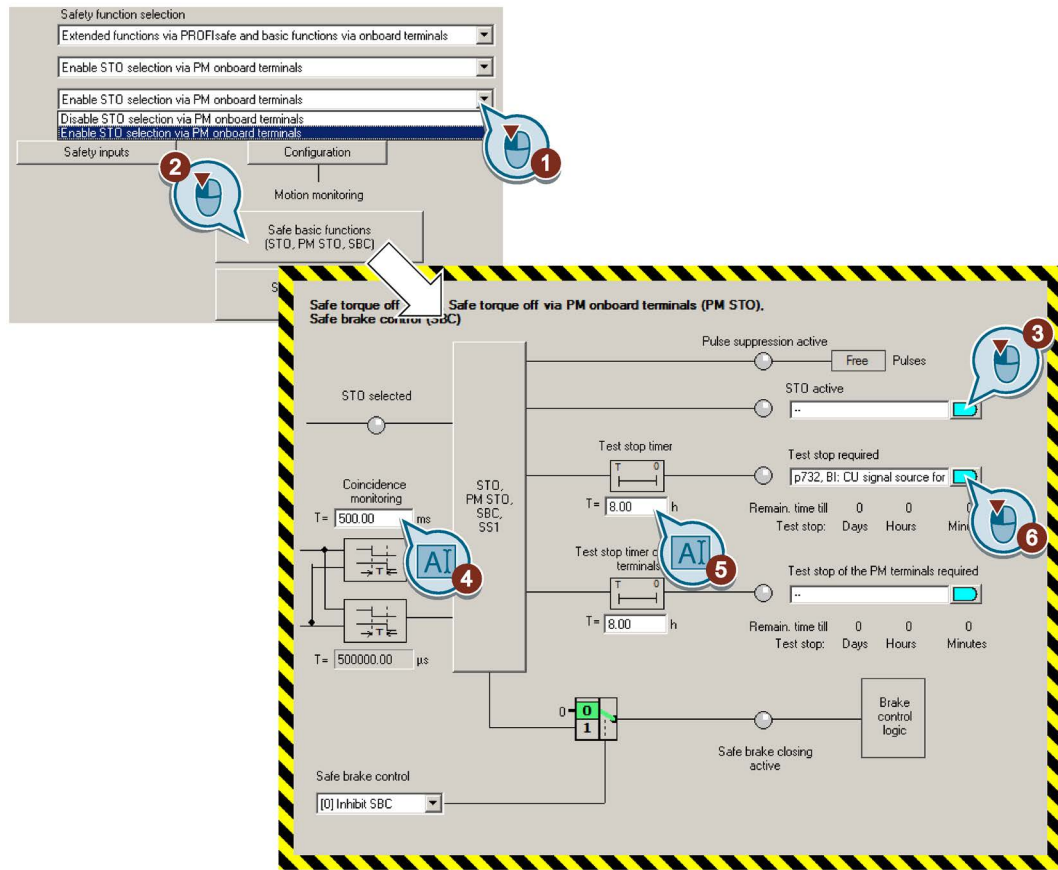 Safety function selection
Extended functions via PROFIsafe and basic functions via onboard terminals
Enable STO selection via PM onboard terminals
Enable STO selection via PM onboard terminals
Disable STO selection via PM onboard terminals
Enable STO selection via PM onboard terminals
1
Safety inputs
Configuration
2
Motion monitoring
Safe basic functions
(STO, PM STO, SBC)
S
Safe torque off Safe torque off via PM onboard terminals (PM STO),
Safe brake control (SBC)
Pulse suppression active
Free Pulses
3
STO selected
STO active
--
Test stop timer
T 0
T= 8.00 h
Test stop required
p732, BI: CU signal source for
Remain. time till 0 0 0
Test stop: Days Hours Minutes
6
Coincidence
monitoring
T= 500.00 ms
AI
4
STO,
PM STO,
SBC,
SS1
AI
5
Test stop timer
terminals
T 0
T= 8.00 h
Test stop of the PM terminals required
--
Remain. time till 0 0 0
Test stop: Days Hours Minutes
T
T
T= 500000.00 µs
0 0
1
Safe brake closing
active
Brake
control
logic
Safe brake control
[0] Inhibit SBC